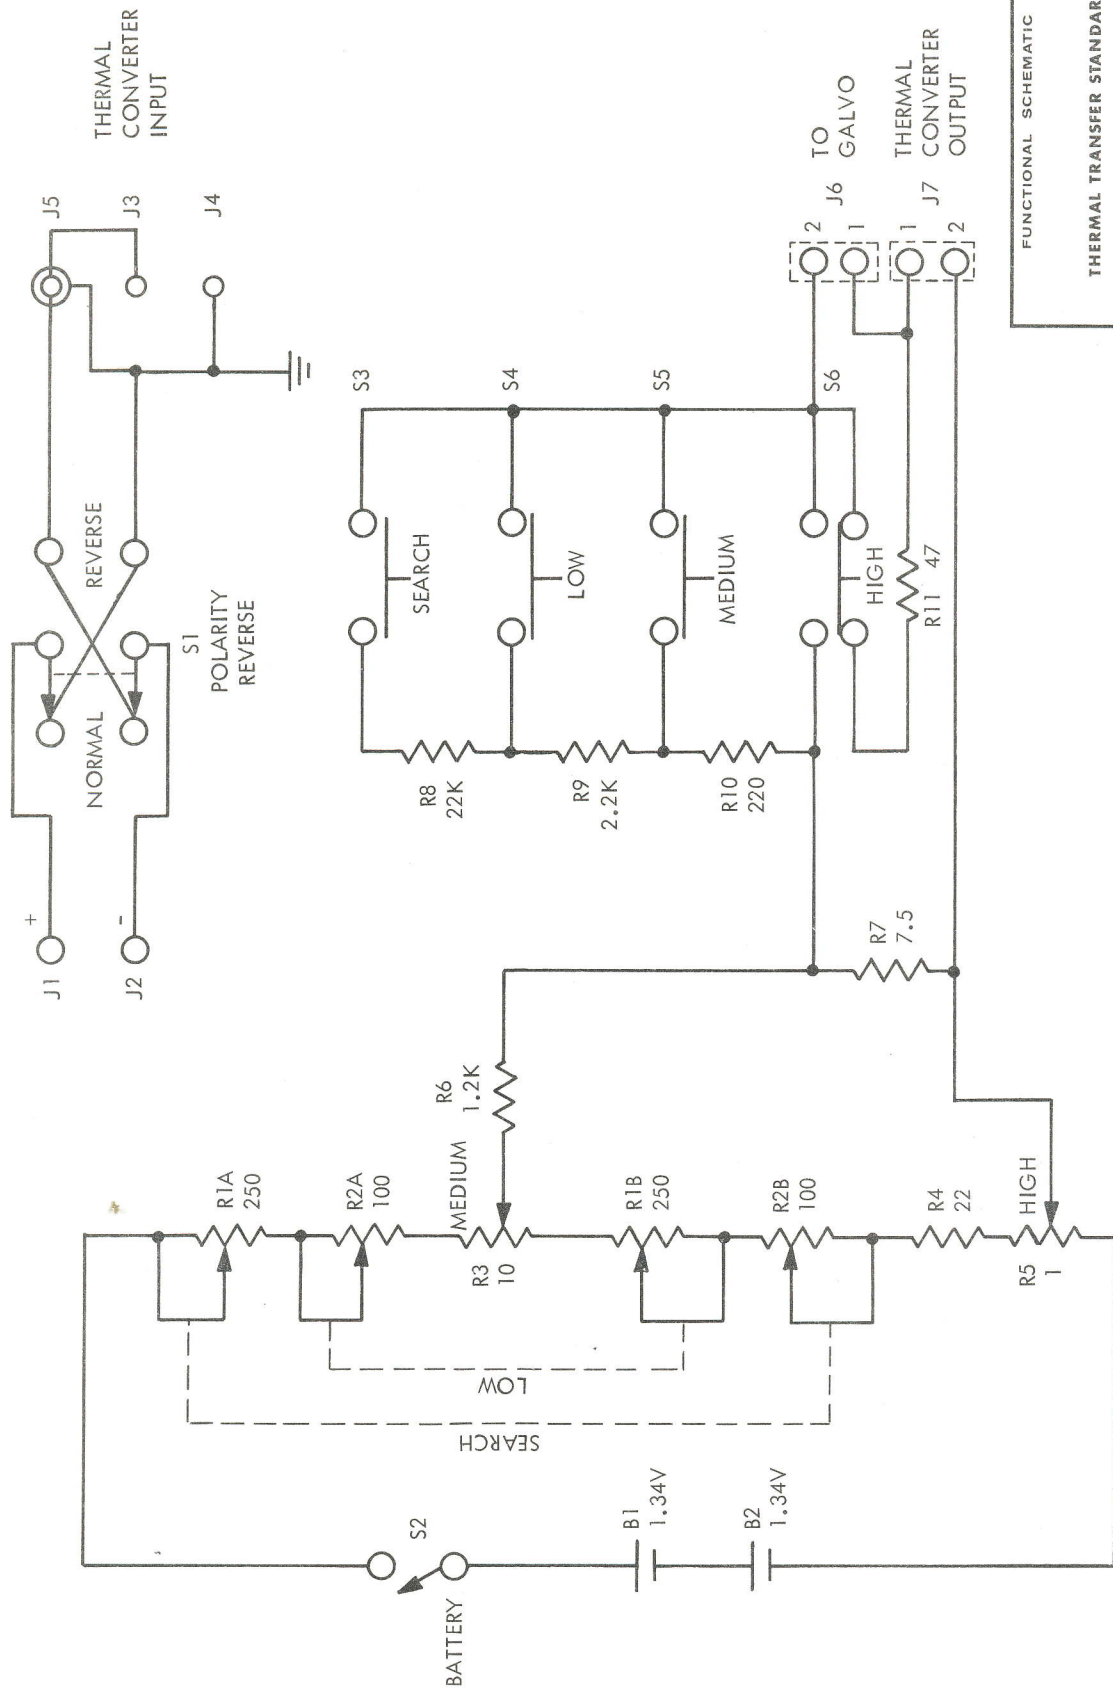 THERMAL
CONVERTER
INPUT
J5
J3
J4
J1
+
J2
-
NORMAL
REVERSE
S1
POLARITY
REVERSE
S3
SEARCH
S4
LOW
S5
MEDIUM
S6
HIGH
R8
22K
R9
2.2K
R10
220
R11 47
TO
GALVO
J6
2
1
THERMAL
CONVERTER
OUTPUT
J7
1
2
R7
7.5
R6
1.2K
R1A
250
R2A
100
MEDIUM
R3
10
R1B
250
R2B
100
R4
22
HIGH
R5
1
LOW
SEARCH
S2
BATTERY
B1
1.34V
B2
1.34V
FUNCTIONAL SCHEMATIC
THERMAL TRANSFER STANDAR